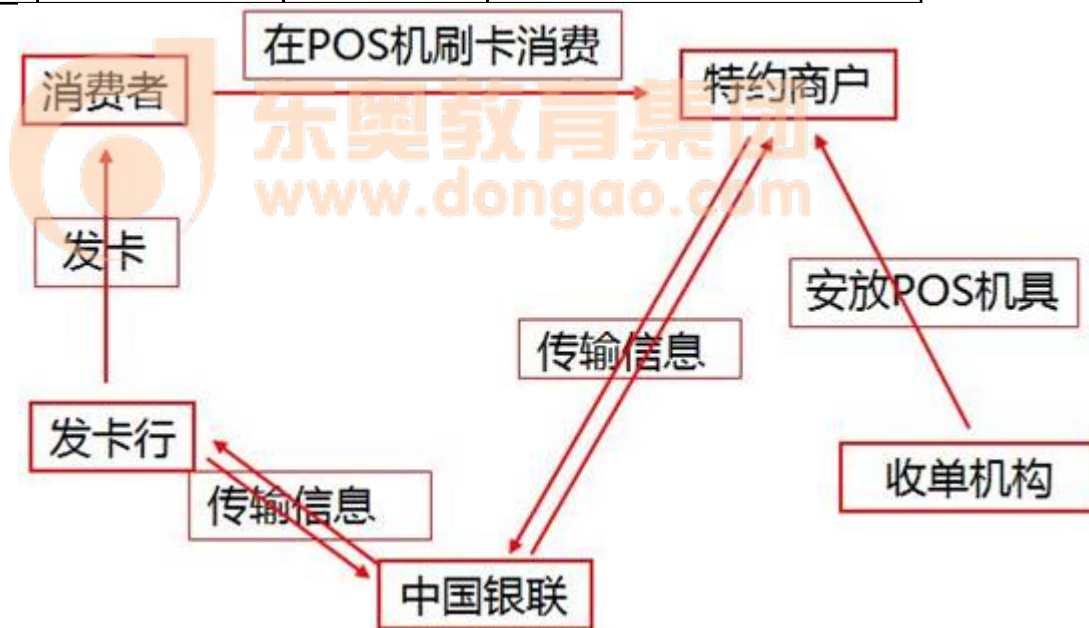 在POS机刷卡消费
消费者
特约商户
东奥教育集团
www.dongao.com
发卡
安放POS机具
传输信息
发卡行
收单机构
传输信息
中国银联